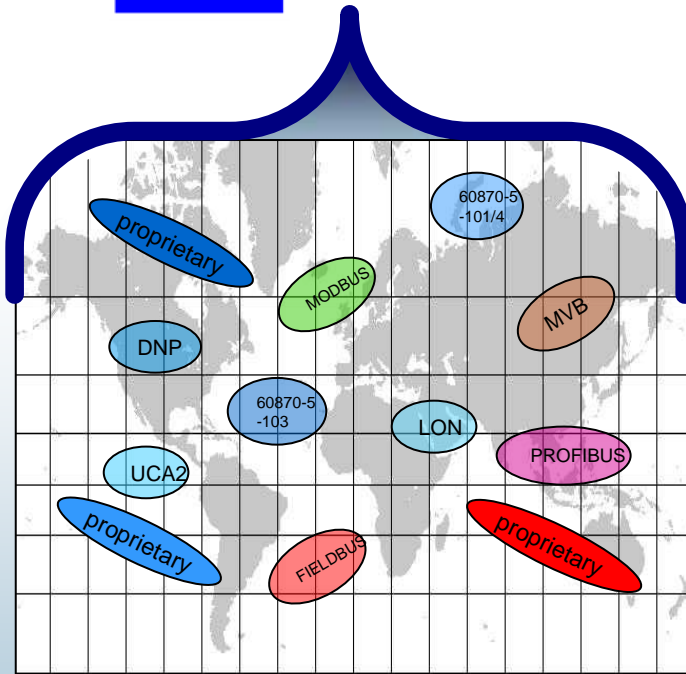 60870-5
-101/4
proprietary
MODBUS
MVB
DNP
60870-5
-103
LON
PROFIBUS
UCA2
proprietary
proprietary
FIELDBUS